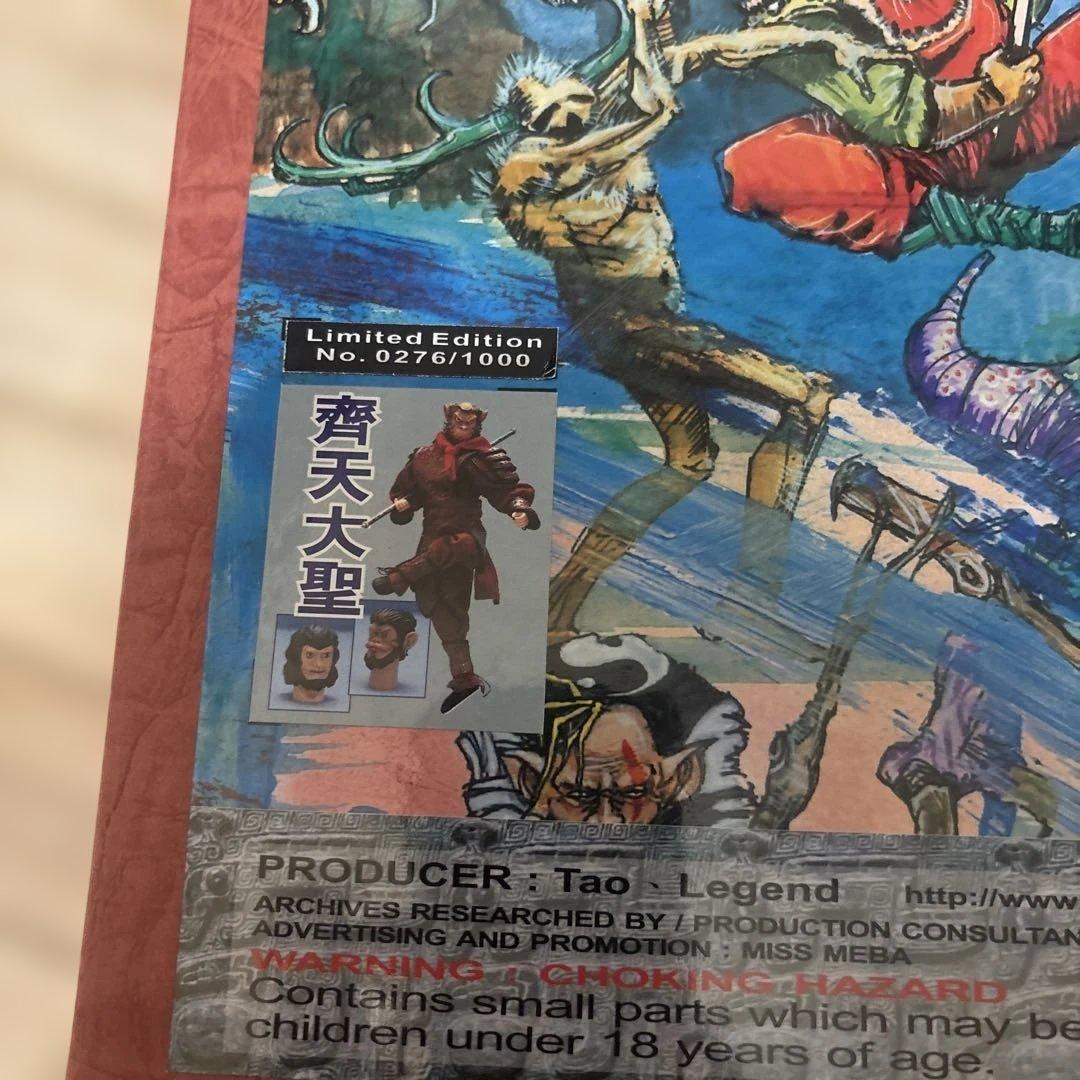 Limited Edition
No. 0276/1000
齊天大聖
PRODUCER : Tao、Legend http://www
ARCHIVES RESEARCHED BY / PRODUCTION CONSULTAN
ADVERTISING AND PROMOTION : MISS MEBA
WARNING : CHOKING HAZARD
Contains small parts which may be
children under 18 years of age.